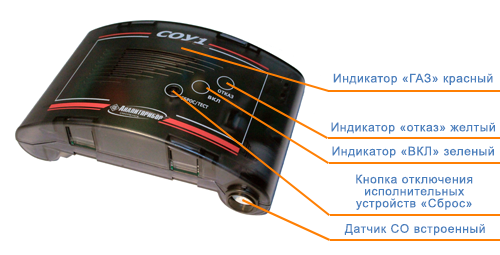 СОУ1
ОТКАЗ
ВКЛ
СБРОС/ТЕСТ
АНАЛИТПРИБОР
Индикатор «ГАЗ» красный
Индикатор «отказ» желтый
Индикатор «ВКЛ» зеленый
Кнопка отключения
исполнительных
устройств «Сброс»
Датчик СО встроенный